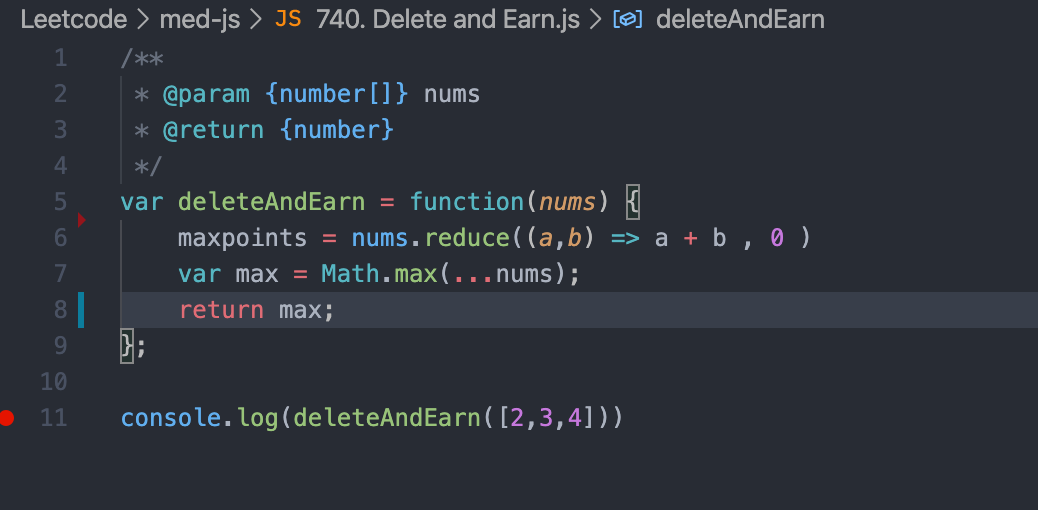 Leetcode > med-js > JS 740. Delete and Earn.js > deleteAndEarn
1 /**
2  * @param {number[]} nums
3  * @return {number}
4  */
5 var deleteAndEarn = function(nums) {
6     maxpoints = nums.reduce((a,b) => a + b , 0 )
7     var max = Math.max(...nums);
8     return max;
9 };
10
11 console.log(deleteAndEarn([2,3,4]))